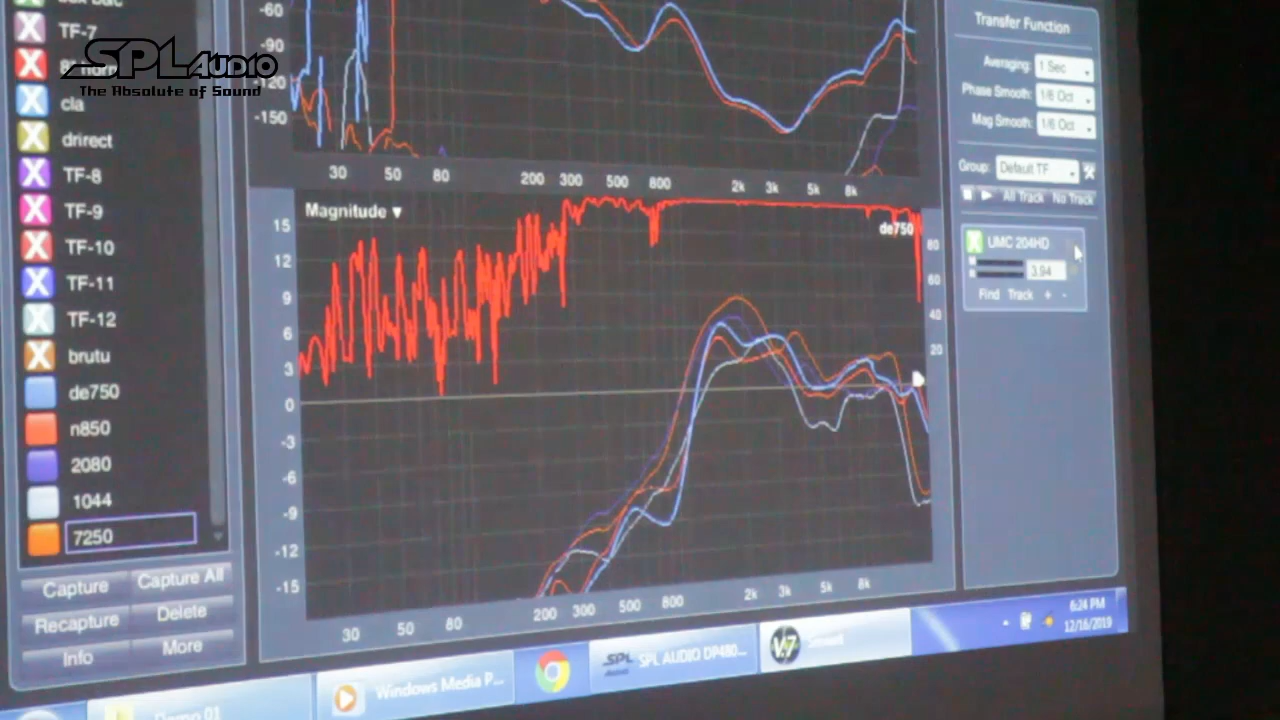 TF-7
SPL AUDIO
The Absolute of Sound
cla
drirect
TF-8
TF-9
TF-10
TF-11
TF-12
brutu
de750
n850
2080
1044
7250
Capture
Capture All
Recapture
Delete
Info
More
-60
-90
-120
-150
30 50 80 200 300 500 800 2k 3k 5k 8k
Magnitude ▼
de750
15
12
9
6
3
0
-3
-6
-9
-12
-15
80
60
40
20
30 50 80 200 300 500 800 2k 3k 5k 8k
Transfer Function
Averaging: 1 Sec
Phase Smooth: 1/6 Oct
Mag Smooth: 1/6 Oct
Group: Default TF
All Track No Track
UMC 204HD
3.94
Find Track + -
Demo 01
Windows Media P...
SPL AUDIO
SPL AUDIO DP480...
V.7
6:24 PM
12/16/2019